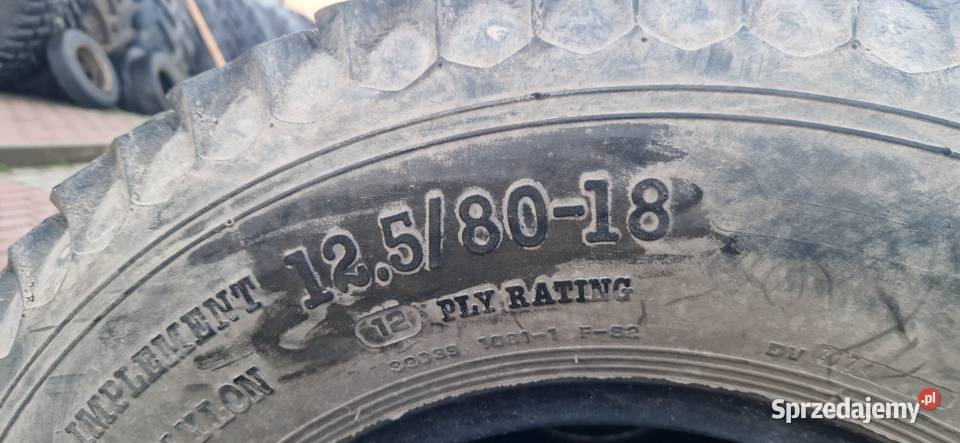 IMPLEMENT 12.5/80-18
NYLON 12 PLY RATING
Sprzedajemy.pl